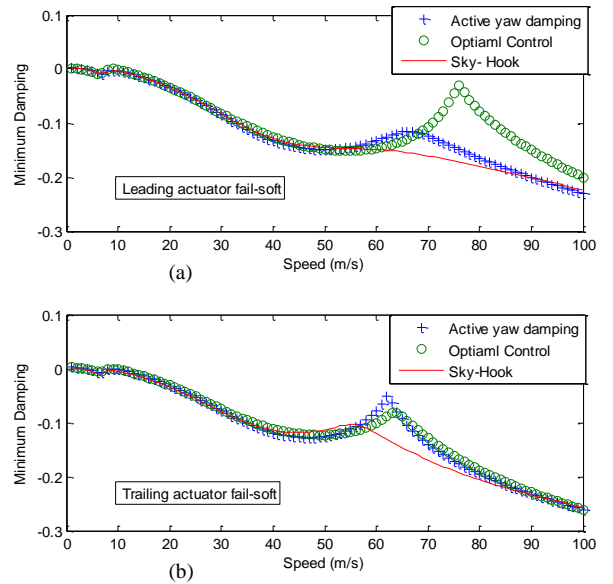 0.1
0
-0.1
-0.2
-0.3
Minimum Damping
Active yaw damping
Optiaml Control
Sky- Hook
Leading actuator fail-soft
0 10 20 30 40 50 60 70 80 90 100
Speed (m/s)
(a)
0.1
0
-0.1
-0.2
-0.3
Minimum Damping
Active yaw damping
Optiaml Control
Sky-Hook
Trailing actuator fail-soft
0 10 20 30 40 50 60 70 80 90 100
Speed (m/s)
(b)